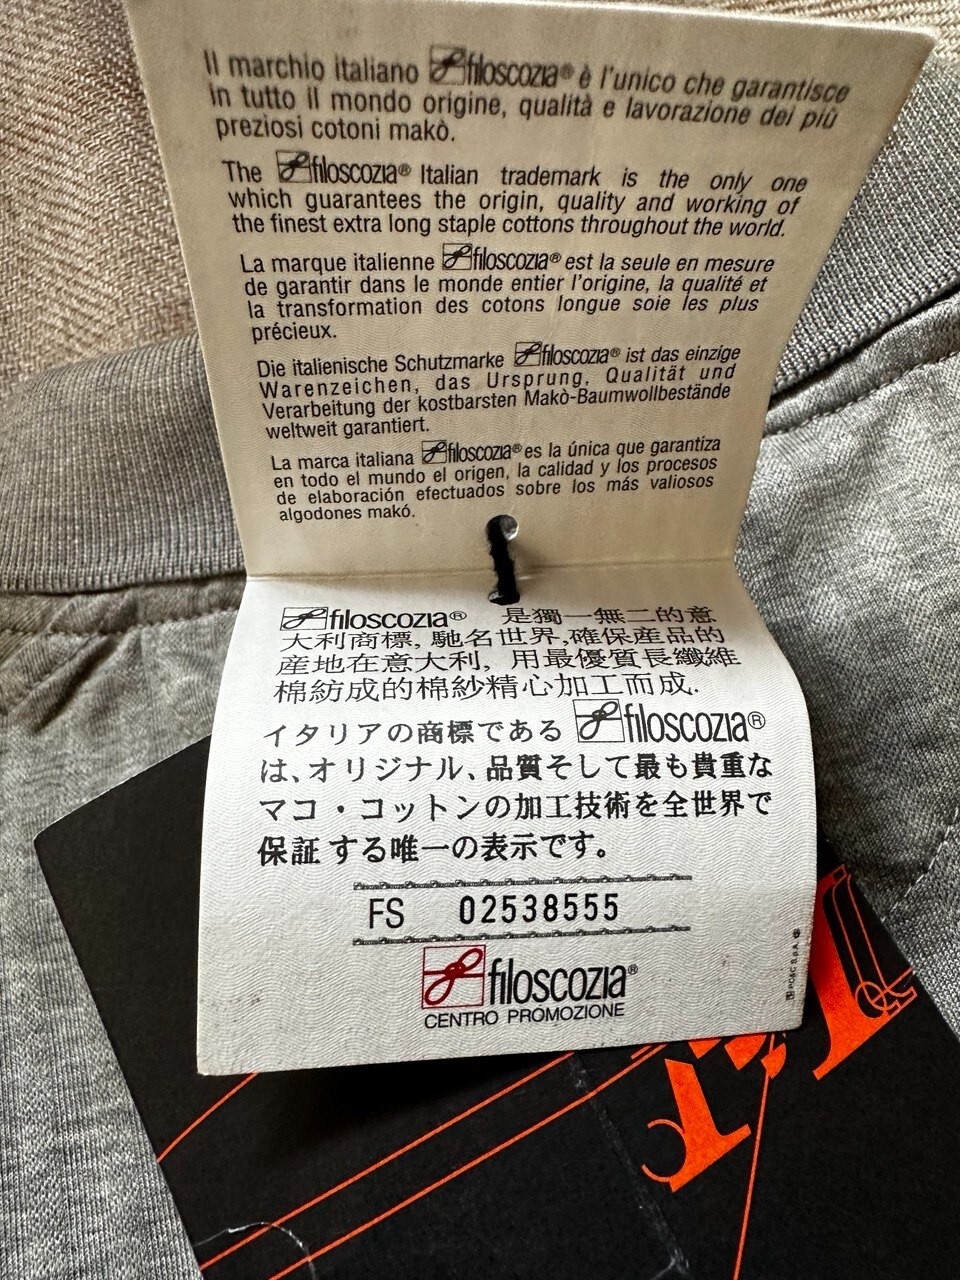 Il marchio italiano filoscozia® è l'unico che garantisce
in tutto il mondo origine, qualità e lavorazione dei più
preziosi cotoni makò.
The filoscozia® Italian trademark is the only one
which guarantees the origin, quality and working of
the finest extra long staple cottons throughout the world.
La marque italienne filoscozia® est la seule en mesure
de garantir dans le monde entier l'origine, la qualité et
la transformation des cotons longue soie les plus
précieux.
Die italienische Schutzmarke filoscozia® ist das einzige
Warenzeichen, das Ursprung, Qualität und
Verarbeitung der kostbarsten Makò-Baumwollbestände
weltweit garantiert.
La marca italiana filoscozia® es la única que garantiza
en todo el mundo el origen, la calidad y los procesos
de elaboración efectuados sobre los más valiosos
algodones makó.
filoscozia® 是獨一無二的意
大利商標, 馳名世界,確保產品的
產地在意大利, 用最優質長纖維
棉紡成的棉紗精心加工而成.
イタリアの商標である filoscozia®
は、オリジナル、品質そして最も貴重な
マコ・コットンの加工技術を全世界で
保証する唯一の表示です。
FS 02538555
filoscozia®
CENTRO PROMOZIONE